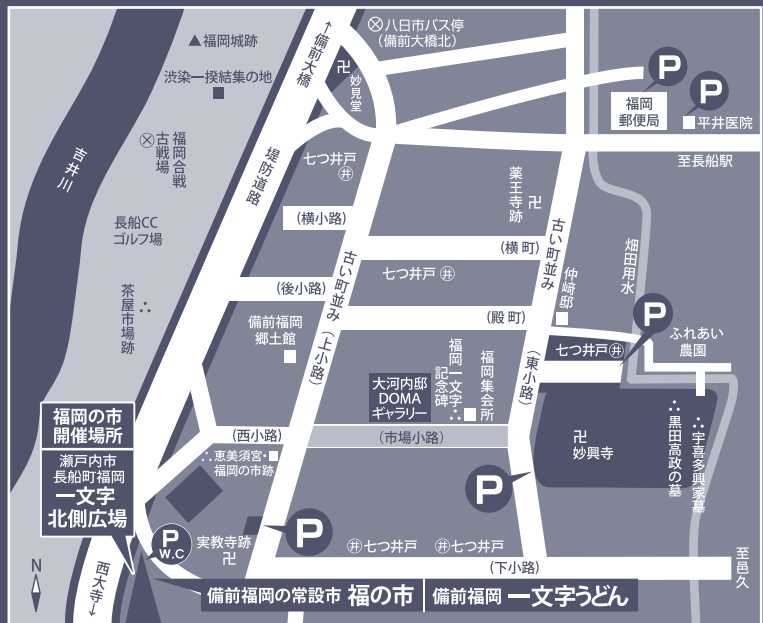 八日市バス停
(備前大橋北)
↑備前大橋
卍
妙見堂
▲福岡城跡
渋染一揆結集の地
P
福岡
郵便局
P
平井医院
至長船駅
福岡合戦
古戦場
吉井川
堤防道路
七つ井戸
井
薬王寺跡
卍
長船CC
ゴルフ場
(横小路)
古い町並み
(横町)
古い町並み
畑田用水
七つ井戸 井
仲﨑邸
(後小路)
茶屋市場跡
∴
備前福岡
郷土館
(上小路)
(殿町)
P
ふれあい
農園
七つ井戸 井
(東小路)
福岡一文字
記念碑
∴
福岡集会所
大河内邸
DOMA
ギャラリー
福岡の市
開催場所
瀬戸内市
長船町福岡
一文字
北側広場
(西小路)
(市場小路)
∴恵美須宮・
福岡の市跡
卍
妙興寺
∴黒田高政の墓
∴宇喜多興家墓
P
P
W.C
実教寺跡
卍
P
井 七つ井戸
井 七つ井戸
(下小路)
至邑久
N
西大寺↓
備前福岡の常設市 福の市
備前福岡 一文字うどん